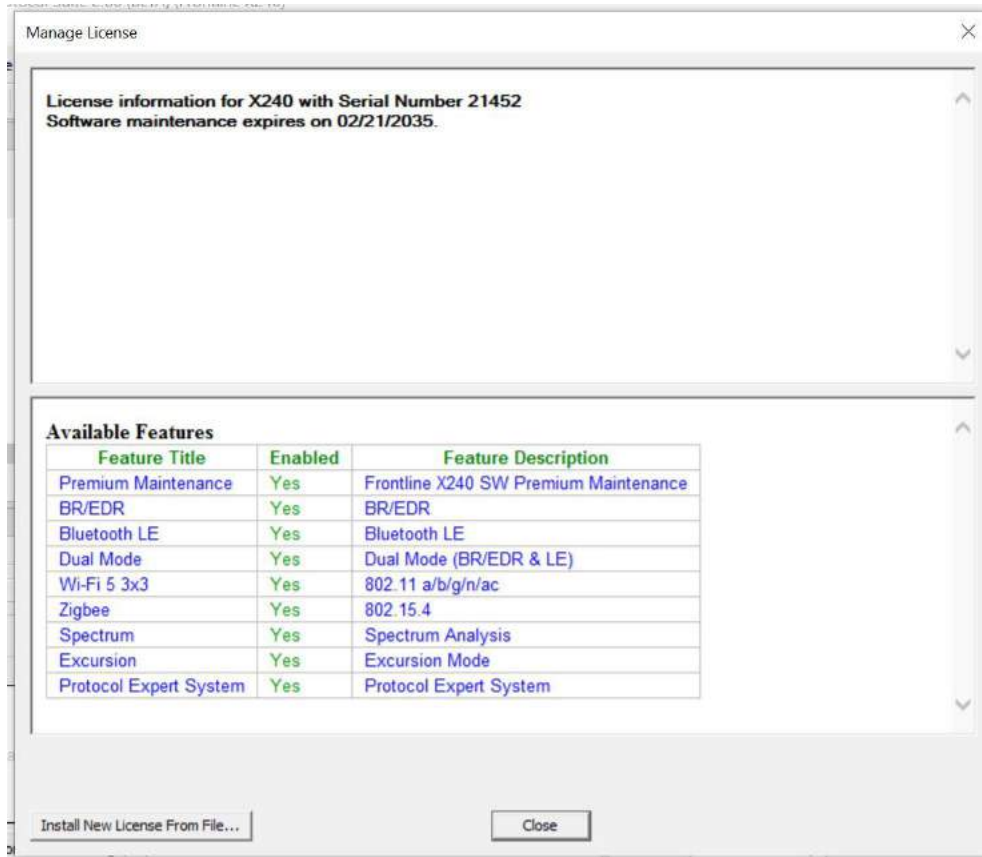 Manage License
License information for X240 with Serial Number 21452
Software maintenance expires on 02/21/2035.
Available Features
Feature Title Enabled Feature Description
Premium Maintenance Yes Frontline X240 SW Premium Maintenance
BR/EDR Yes BR/EDR
Bluetooth LE Yes Bluetooth LE
Dual Mode Yes Dual Mode (BR/EDR & LE)
Wi-Fi 5 3x3 Yes 802.11 a/b/g/n/ac
Zigbee Yes 802.15.4
Spectrum Yes Spectrum Analysis
Excursion Yes Excursion Mode
Protocol Expert System Yes Protocol Expert System
Install New License From File... Close